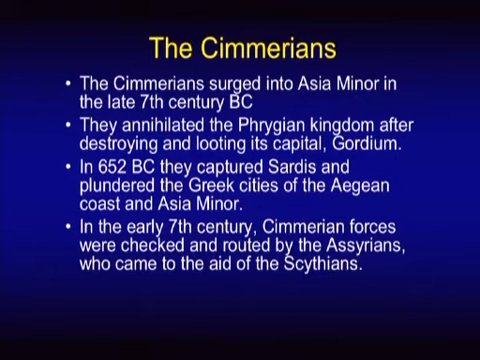 The Cimmerians
• The Cimmerians surged into Asia Minor in
the late 7th century BC
• They annihilated the Phrygian kingdom after
destroying and looting its capital, Gordium.
• In 652 BC they captured Sardis and
plundered the Greek cities of the Aegean
coast and Asia Minor.
• In the early 7th century, Cimmerian forces
were checked and routed by the Assyrians,
who came to the aid of the Scythians.